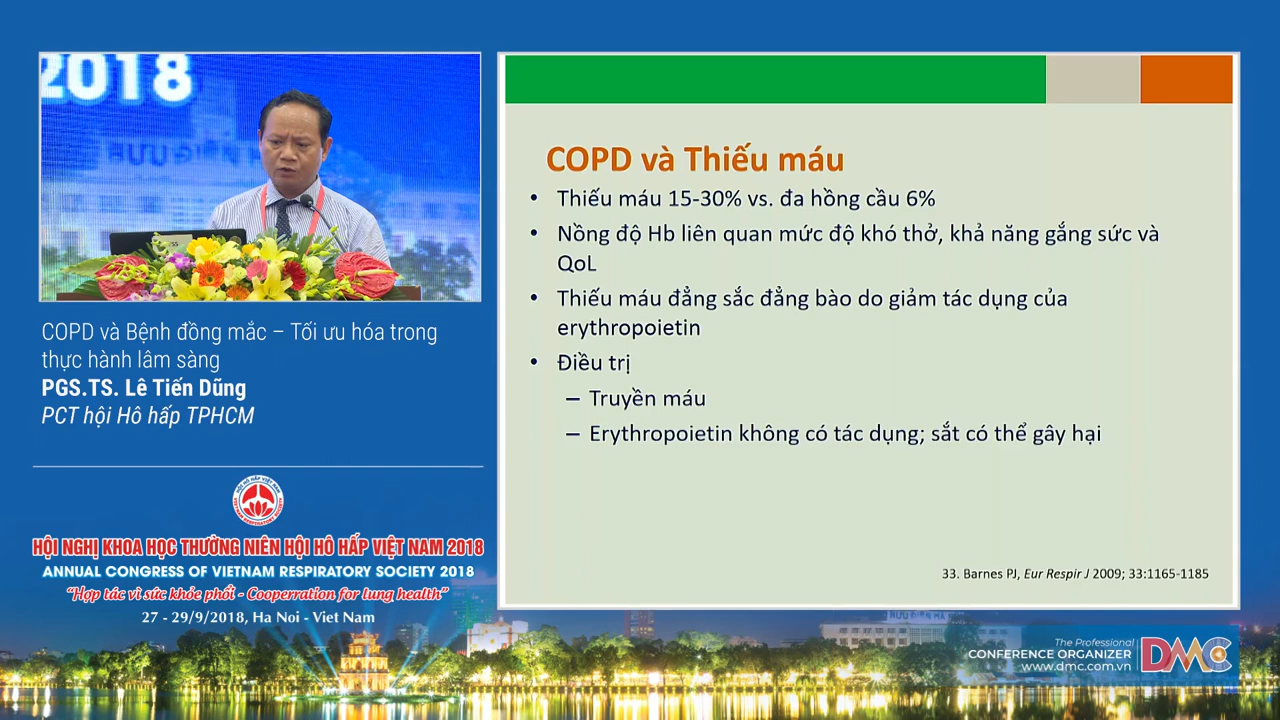 2018
COPD và Bệnh đồng mắc – Tối ưu hóa trong
thực hành lâm sàng
PGS.TS. Lê Tiến Dũng
PCT hội Hô hấp TPHCM
HỘI NGHỊ KHOA HỌC THƯỜNG NIÊN HỘI HÔ HẤP VIỆT NAM 2018
ANNUAL CONGRESS OF VIETNAM RESPIRATORY SOCIETY 2018
"Hợp tác vì sức khỏe phổi - Cooperration for lung health"
27 - 29/9/2018, Ha Noi - Viet Nam
COPD và Thiếu máu
• Thiếu máu 15-30% vs. đa hồng cầu 6%
• Nồng độ Hb liên quan mức độ khó thở, khả năng gắng sức và
QoL
• Thiếu máu đẳng sắc đẳng bào do giảm tác dụng của
erythropoietin
• Điều trị
– Truyền máu
– Erythropoietin không có tác dụng; sắt có thể gây hại
33. Barnes PJ, Eur Respir J 2009; 33:1165-1185
The Professional
CONFERENCE ORGANIZER
www.dmc.com.vn
DMC